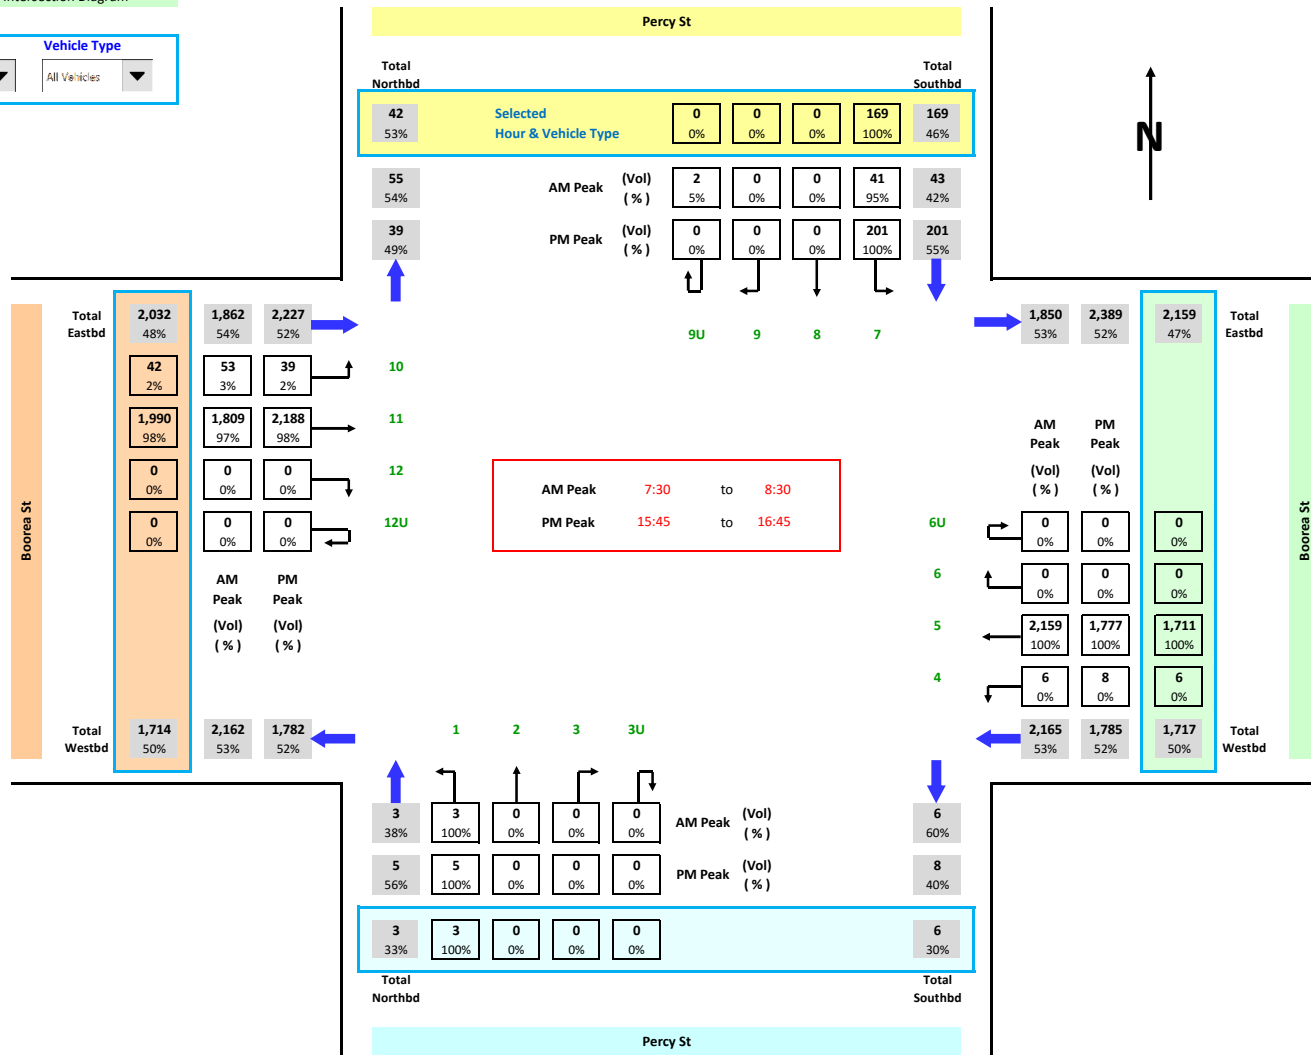 Intersection Diagram
Percy St
Vehicle Type
All Vehicles
Total Northbd
Total Southbd
42 53%
Selected Hour & Vehicle Type
0 0%
0 0%
0 0%
169 100%
169 46%
N
55 54%
AM Peak (Vol) (%)
2 5%
0 0%
0 0%
41 95%
43 42%
39 49%
PM Peak (Vol) (%)
0 0%
0 0%
0 0%
201 100%
201 55%
9U 9 8 7
Boorea St
Total Eastbd
2,032 48%
1,862 54%
2,227 52%
42 2%
53 3%
39 2%
10
1,990 98%
1,809 97%
2,188 98%
11
0 0%
0 0%
0 0%
12
0 0%
0 0%
0 0%
12U
AM Peak (Vol) (%)
PM Peak (Vol) (%)
Total Westbd
1,714 50%
2,162 53%
1,782 52%
AM Peak 7:30 to 8:30
PM Peak 15:45 to 16:45
1,850 53%
2,389 52%
2,159 47%
Total Eastbd
AM Peak (Vol) (%)
PM Peak (Vol) (%)
6U
0 0%
0 0%
0 0%
6
0 0%
0 0%
0 0%
5
2,159 100%
1,777 100%
1,711 100%
4
6 0%
8 0%
6 0%
2,165 53%
1,785 52%
1,717 50%
Total Westbd
Boorea St
1 2 3 3U
3 38%
3 100%
0 0%
0 0%
0 0%
AM Peak (Vol) (%)
6 60%
5 56%
5 100%
0 0%
0 0%
0 0%
PM Peak (Vol) (%)
8 40%
3 33%
3 100%
0 0%
0 0%
0 0%
6 30%
Total Northbd
Total Southbd
Percy St